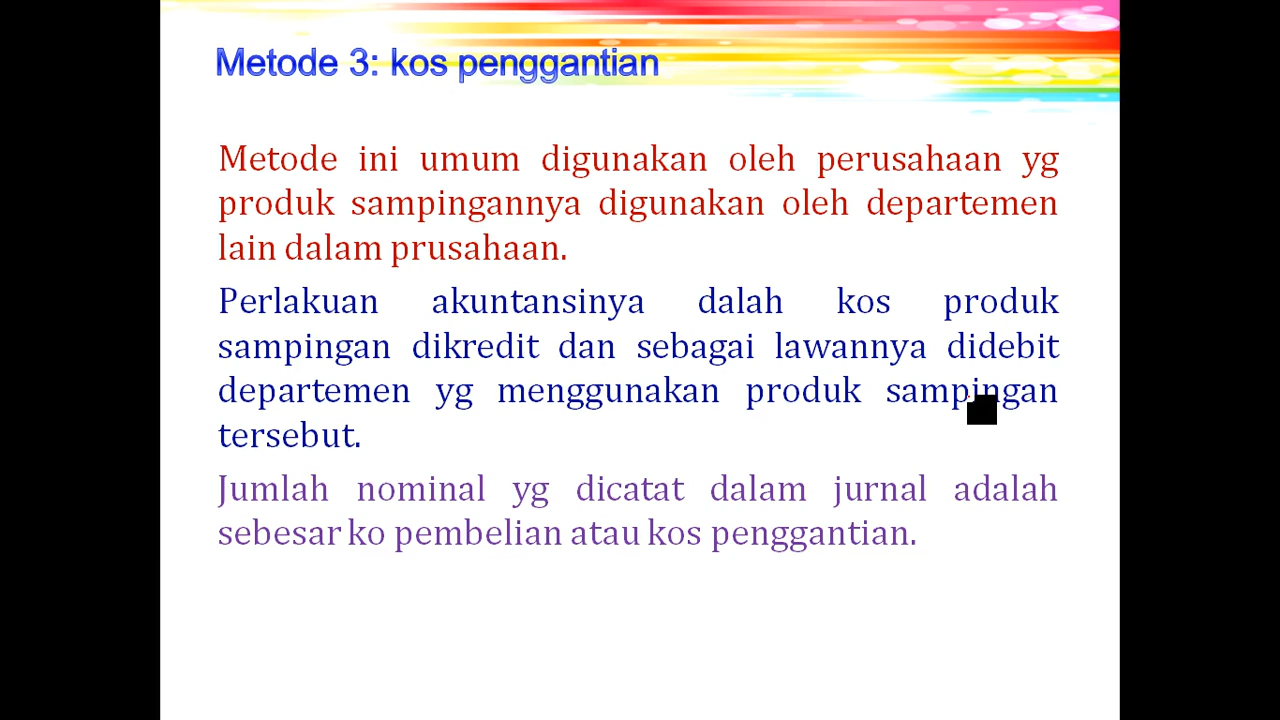 Metode 3: kos penggantian
Metode ini umum digunakan oleh perusahaan yg
produk sampingannya digunakan oleh departemen
lain dalam prusahaan.
Perlakuan akuntansinya dalah kos produk
sampingan dikredit dan sebagai lawannya didebit
departemen yg menggunakan produk sampingan
tersebut.
Jumlah nominal yg dicatat dalam jurnal adalah
sebesar ko pembelian atau kos penggantian.